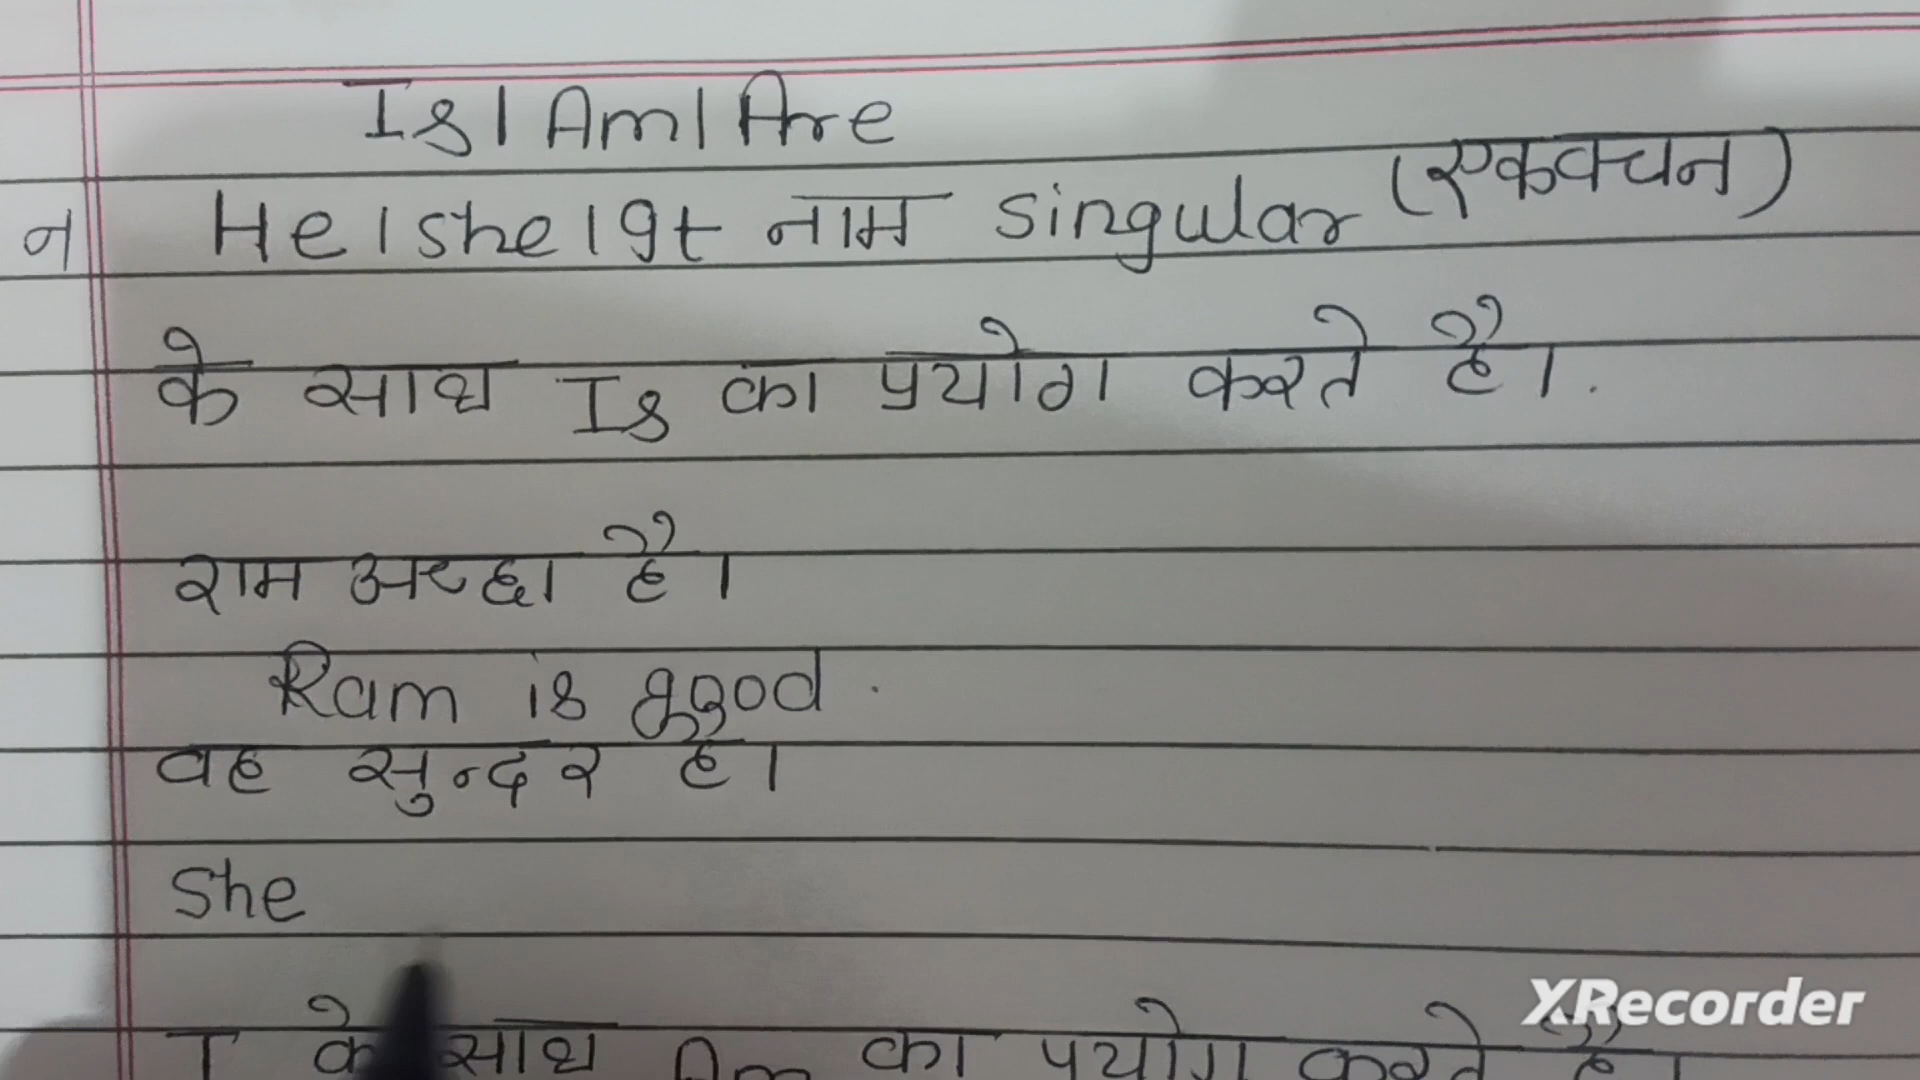 Is|Am|Are
न He|she|It नाम singular (एकवचन)
के साथ Is का प्रयोग करते है।
राम अच्छा है।
Ram is good.
वह सुन्दर है।
She
I के साथ Am का प्रयोग करते है।
XRecorder